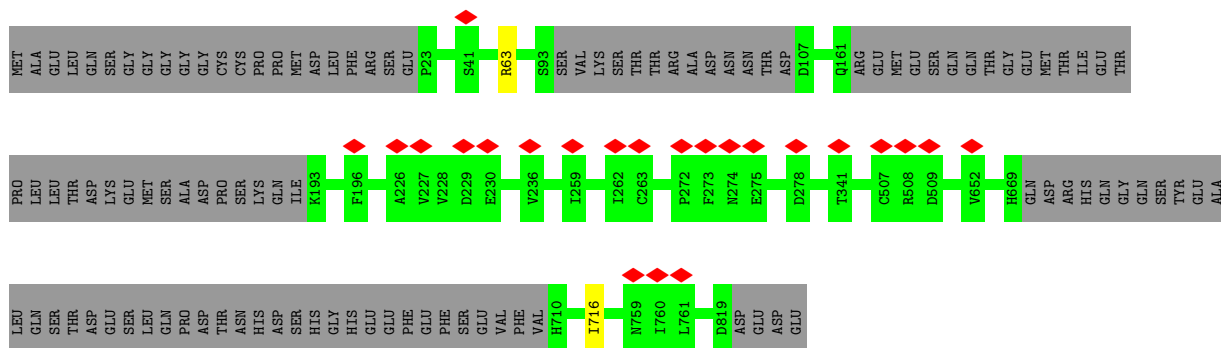 MET ALA GLU LEU GLN SER GLY GLY GLY GLY GLY CYS CYS PRO PRO MET ASP LEU PHE ARG SER GLU P23 S41 R63 S93 SER VAL LYS SER THR THR ARG ALA ASP ASN ASN THR ASP D107 Q161 ARG GLU MET GLU SER GLN GLN THR GLY GLU MET THR ILE GLU THR
PRO LEU LEU THR ASP LYS GLU MET SER ALA ASP PRO SER LYS GLN ILE K193 F196 A226 V227 V228 D229 E230 V236 I259 I262 C263 P272 F273 N274 E275 D278 T341 C507 R508 D509 V652 H669 GLN ASP ARG HIS GLN GLY GLN SER TYR GLU ALA
LEU GLN SER THR ASP GLU SER LEU GLN PRO ASP THR ASN HIS ASP SER HIS GLY HIS GLU GLU PHE GLU PHE SER GLU VAL PHE VAL H710 I716 N759 I760 L761 D819 ASP GLU ASP GLU